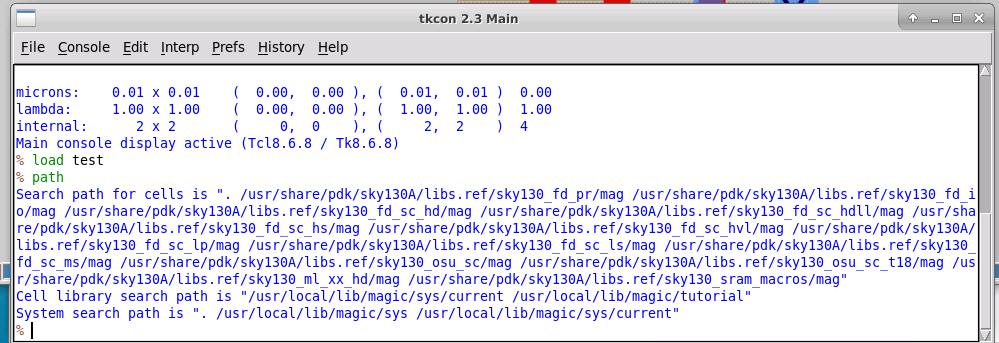 tkcon 2.3 Main
File Console Edit Interp Prefs History Help
microns: 0.01 x 0.01 ( 0.00, 0.00 ), ( 0.01, 0.01 ) 0.00
lambda: 1.00 x 1.00 ( 0.00, 0.00 ), ( 1.00, 1.00 ) 1.00
internal: 2 x 2 ( 0, 0 ), ( 2, 2 ) 4
Main console display active (Tcl8.6.8 / Tk8.6.8)
% load test
% path
Search path for cells is ". /usr/share/pdk/sky130A/libs.ref/sky130_fd_pr/mag /usr/share/pdk/sky130A/libs.ref/sky130_fd_i
o/mag /usr/share/pdk/sky130A/libs.ref/sky130_fd_sc_hd/mag /usr/share/pdk/sky130A/libs.ref/sky130_fd_sc_hdll/mag /usr/sha
re/pdk/sky130A/libs.ref/sky130_fd_sc_hs/mag /usr/share/pdk/sky130A/libs.ref/sky130_fd_sc_hvl/mag /usr/share/pdk/sky130A/
libs.ref/sky130_fd_sc_lp/mag /usr/share/pdk/sky130A/libs.ref/sky130_fd_sc_ls/mag /usr/share/pdk/sky130A/libs.ref/sky130_
fd_sc_ms/mag /usr/share/pdk/sky130A/libs.ref/sky130_osu_sc/mag /usr/share/pdk/sky130A/libs.ref/sky130_osu_sc_t18/mag /us
r/share/pdk/sky130A/libs.ref/sky130_ml_xx_hd/mag /usr/share/pdk/sky130A/libs.ref/sky130_sram_macros/mag"
Cell library search path is "/usr/local/lib/magic/sys/current /usr/local/lib/magic/tutorial"
System search path is ". /usr/local/lib/magic/sys /usr/local/lib/magic/sys/current"
%